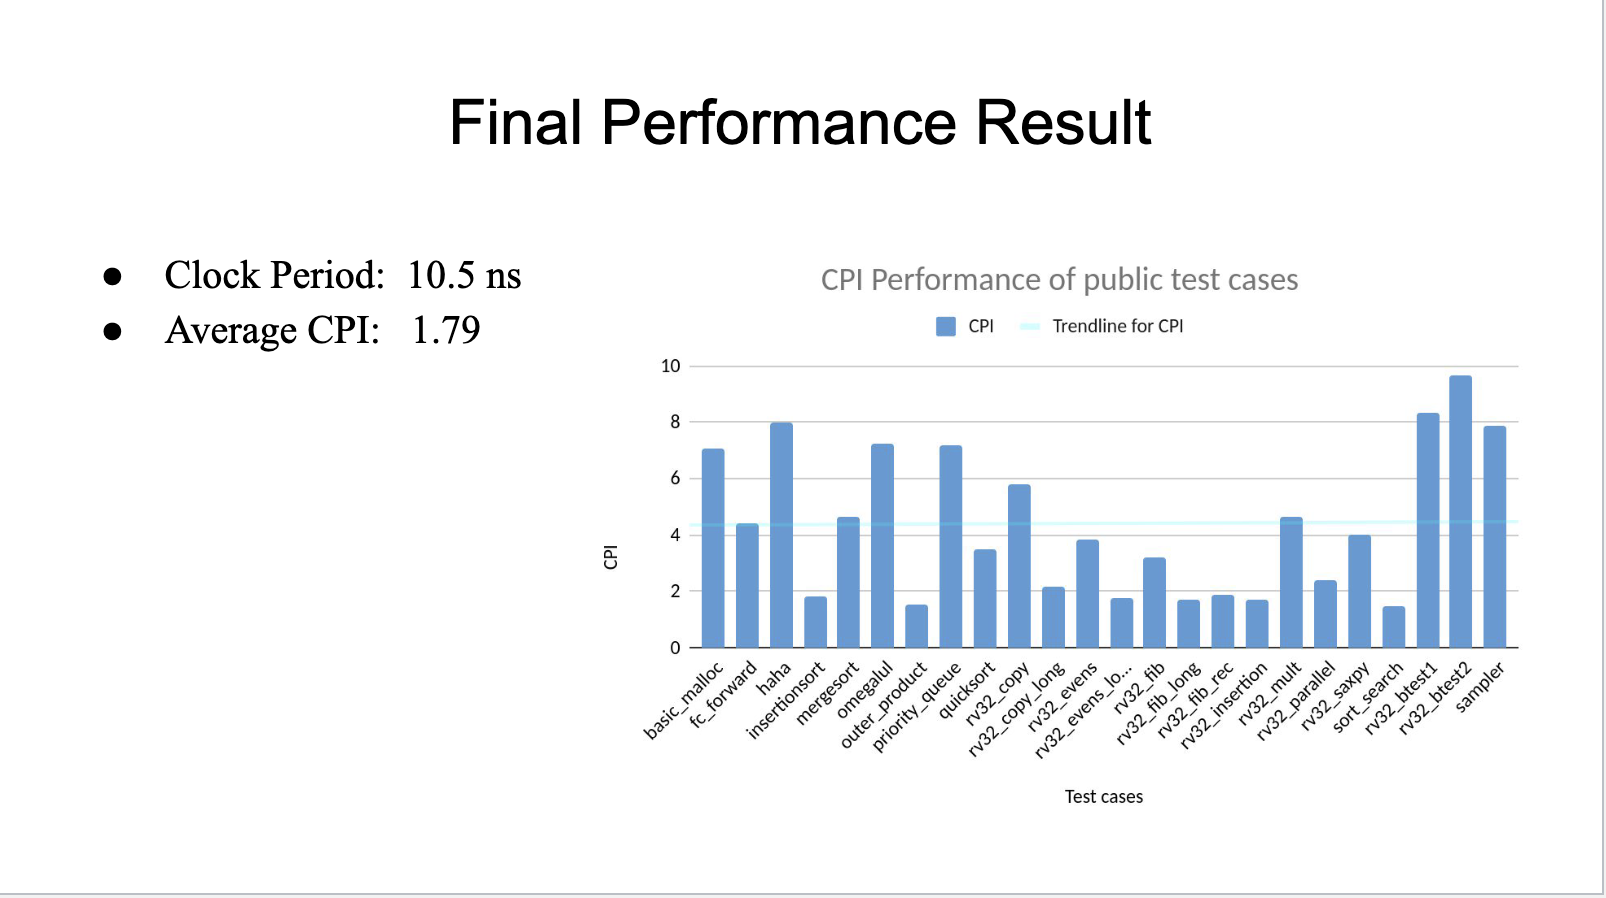 Final Performance Result
● Clock Period: 10.5 ns
● Average CPI: 1.79
CPI Performance of public test cases
CPI
Trendline for CPI
10
8
6
4
2
0
CPI
basic_malloc
fc_forward
haha
insertionsort
mergesort
omegalul
outer_product
priority_queue
quicksort
rv32_copy
rv32_copy_long
rv32_evens
rv32_evens_lo...
rv32_fib
rv32_fib_long
rv32_fib_rec
rv32_insertion
rv32_mult
rv32_parallel
rv32_saxpy
sort_search
rv32_btest1
rv32_btest2
sampler
Test cases